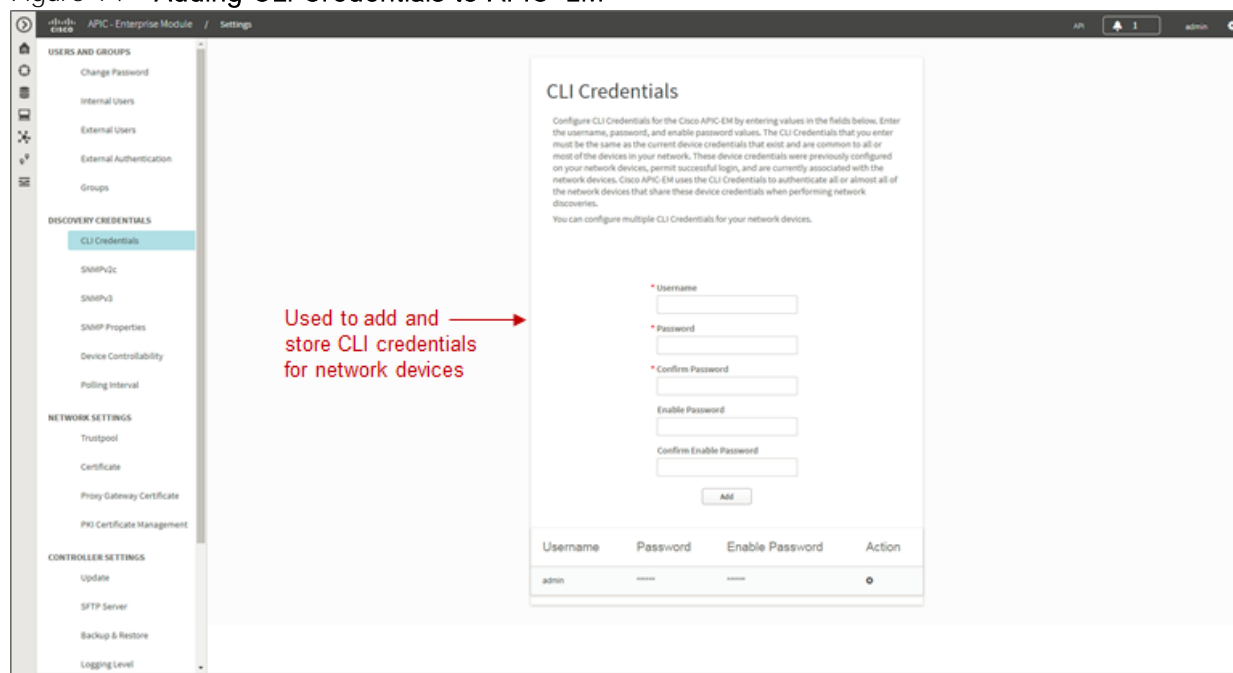 Adding CLI Credentials to APIC-EM
cisco APIC - Enterprise Module / Settings
API
1
admin
USERS AND GROUPS
Change Password
Internal Users
External Users
External Authentication
Groups
DISCOVERY CREDENTIALS
CLI Credentials
SNMPv2c
SNMPv3
SNMP Properties
Device Controllability
Polling Interval
NETWORK SETTINGS
Trustpool
Certificate
Proxy Gateway Certificate
PKI Certificate Management
CONTROLLER SETTINGS
Update
SFTP Server
Backup & Restore
Logging Level
Used to add and
store CLI credentials
for network devices
CLI Credentials
Configure CLI Credentials for the Cisco APIC-EM by entering values in the fields below. Enter
the username, password, and enable password values. The CLI Credentials that you enter
must be the same as the current device credentials that exist and are common to all or
most of the devices in your network. These device credentials were previously configured
on your network devices, permit successful login, and are currently associated with the
network devices. Cisco APIC-EM uses the CLI Credentials to authenticate all or almost all of
the network devices that share these device credentials when performing network
discoveries.
You can configure multiple CLI Credentials for your network devices.
* Username
* Password
* Confirm Password
Enable Password
Confirm Enable Password
Add
Username Password Enable Password Action
admin ***** *****